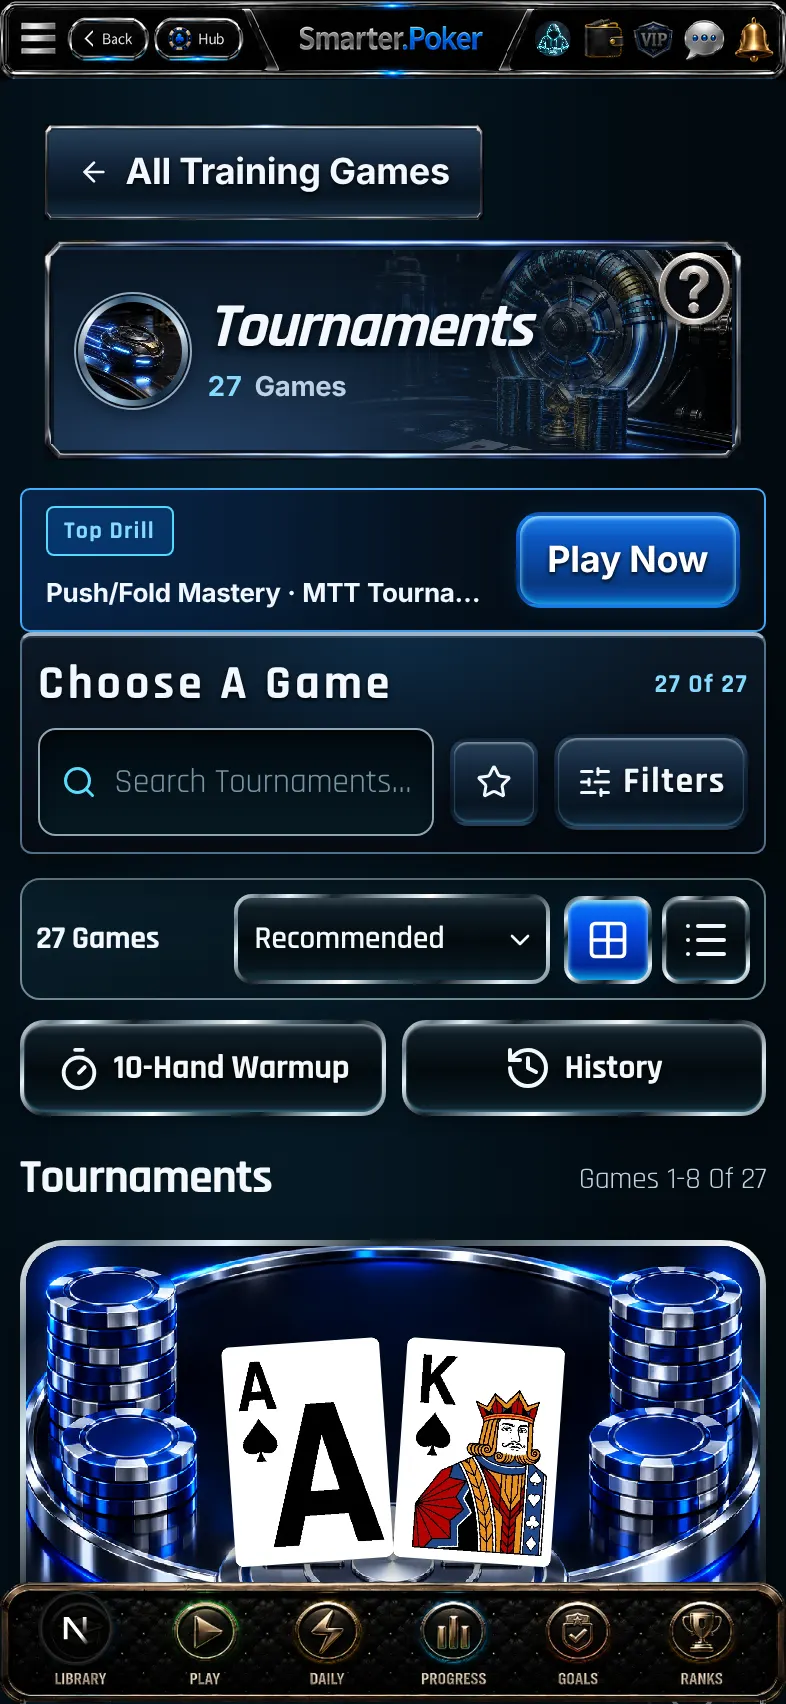 Back
Hub
Smarter.Poker
VIP
All Training Games
Tournaments
27 Games
?
Top Drill
Push/Fold Mastery · MTT Tourna...
Play Now
Choose A Game
27 Of 27
Search Tournaments...
Filters
27 Games
Recommended
10-Hand Warmup
History
Tournaments
Games 1-8 Of 27
A
A
K
N
LIBRARY
PLAY
DAILY
PROGRESS
GOALS
RANKS